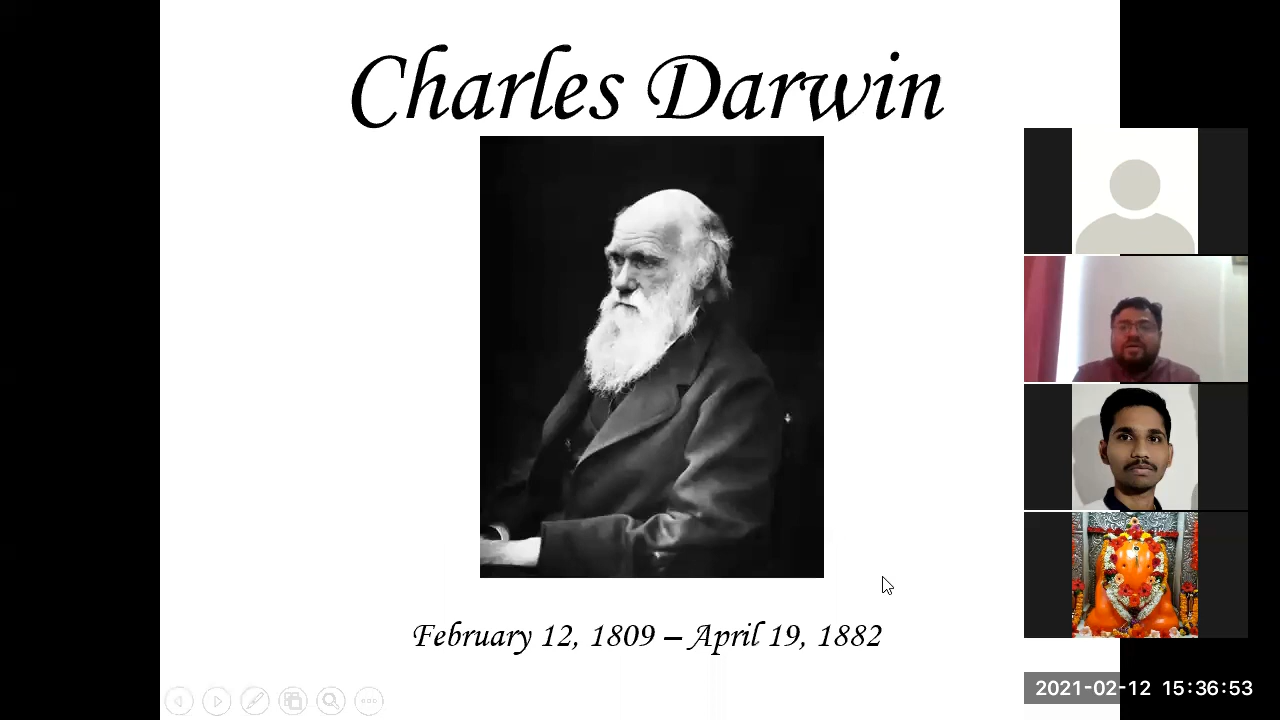 Charles Darwin
February 12, 1809 – April 19, 1882
2021-02-12 15:36:53